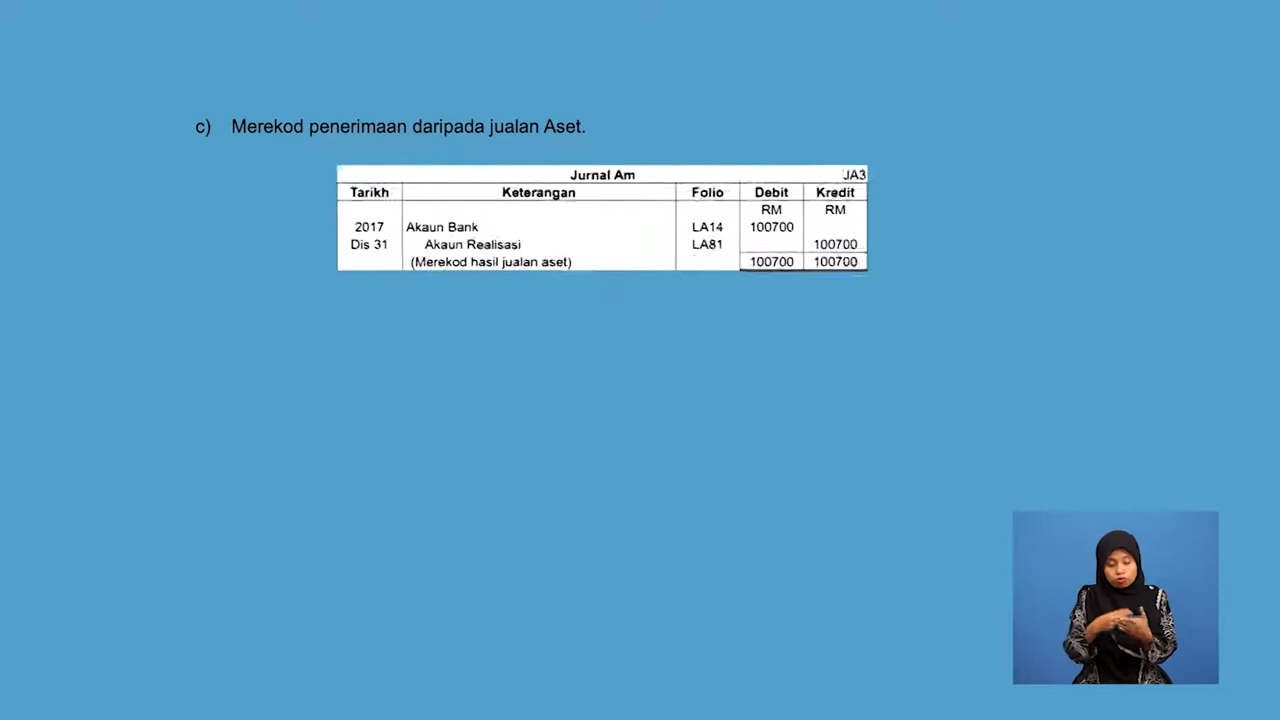 c) Merekod penerimaan daripada jualan Aset.
Jurnal Am JA3
Tarikh Keterangan Folio Debit Kredit
RM RM
2017 Akaun Bank LA14 100700
Dis 31 Akaun Realisasi LA81 100700
(Merekod hasil jualan aset) 100700 100700